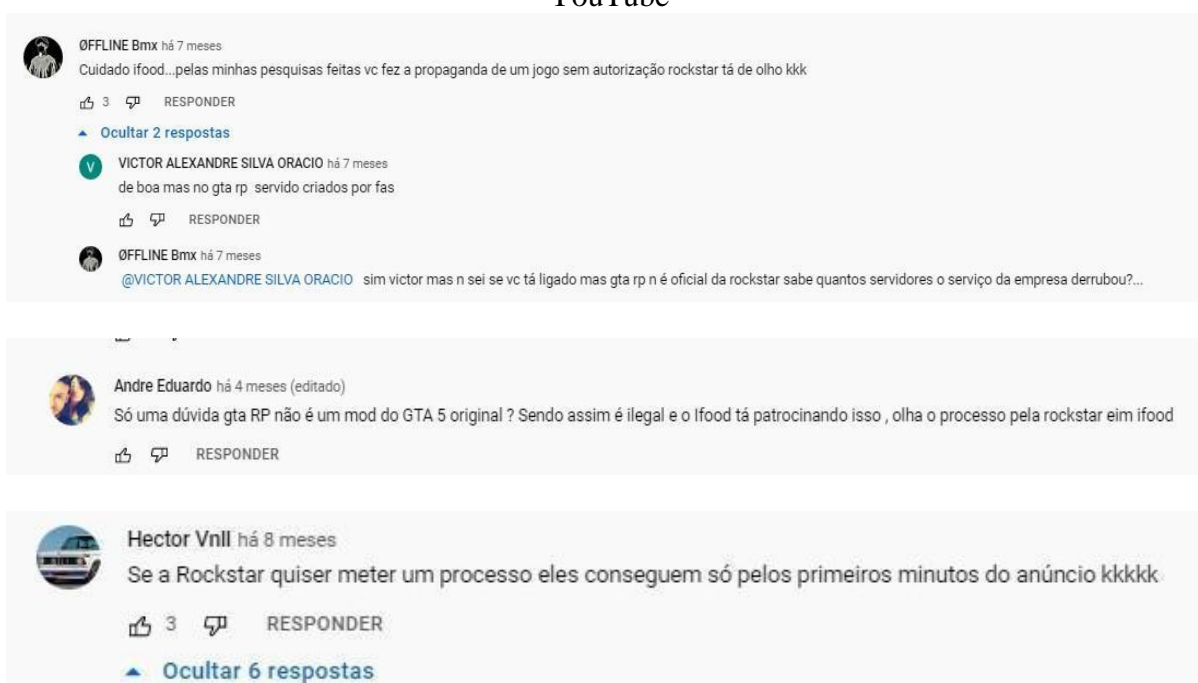 YouTube
ØFFLINE Bmx há 7 meses
Cuidado ifood...pelas minhas pesquisas feitas vc fez a propaganda de um jogo sem autorização rockstar tá de olho kkk
3 RESPONDER
Ocultar 2 respostas
V
VICTOR ALEXANDRE SILVA ORACIO há 7 meses
de boa mas no gta rp servido criados por fas
RESPONDER
ØFFLINE Bmx há 7 meses
@VICTOR ALEXANDRE SILVA ORACIO sim victor mas n sei se vc tá ligado mas gta rp n é oficial da rockstar sabe quantos servidores o serviço da empresa derrubou?...
Andre Eduardo há 4 meses (editado)
Só uma dúvida gta RP não é um mod do GTA 5 original ? Sendo assim é ilegal e o Ifood tá patrocinando isso , olha o processo pela rockstar eim ifood
RESPONDER
Hector Vnll há 8 meses
Se a Rockstar quiser meter um processo eles conseguem só pelos primeiros minutos do anúncio kkkkk
3 RESPONDER
Ocultar 6 respostas